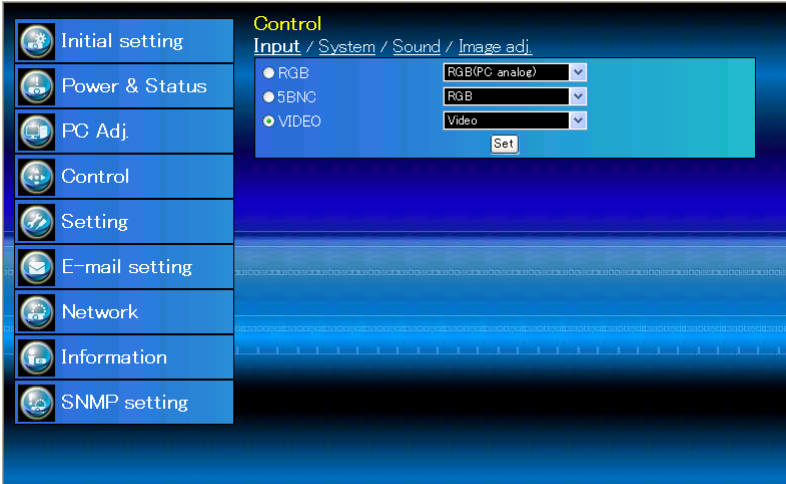 Initial setting
Power & Status
PC Adj.
Control
Setting
E-mail setting
Network
Information
SNMP setting
Control
Input / System / Sound / Image adj.
RGB RGB(PC analog)
5BNC RGB
VIDEO Video
Set